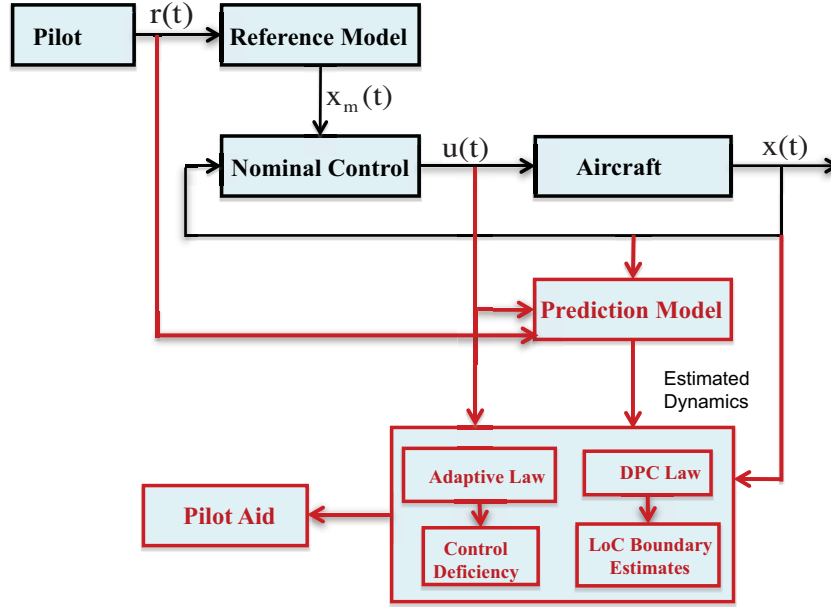 Pilot
r(t)
Reference Model
x_m(t)
Nominal Control
u(t)
Aircraft
x(t)
Prediction Model
Estimated
Dynamics
Adaptive Law
DPC Law
Pilot Aid
Control
Deficiency
LoC Boundary
Estimates